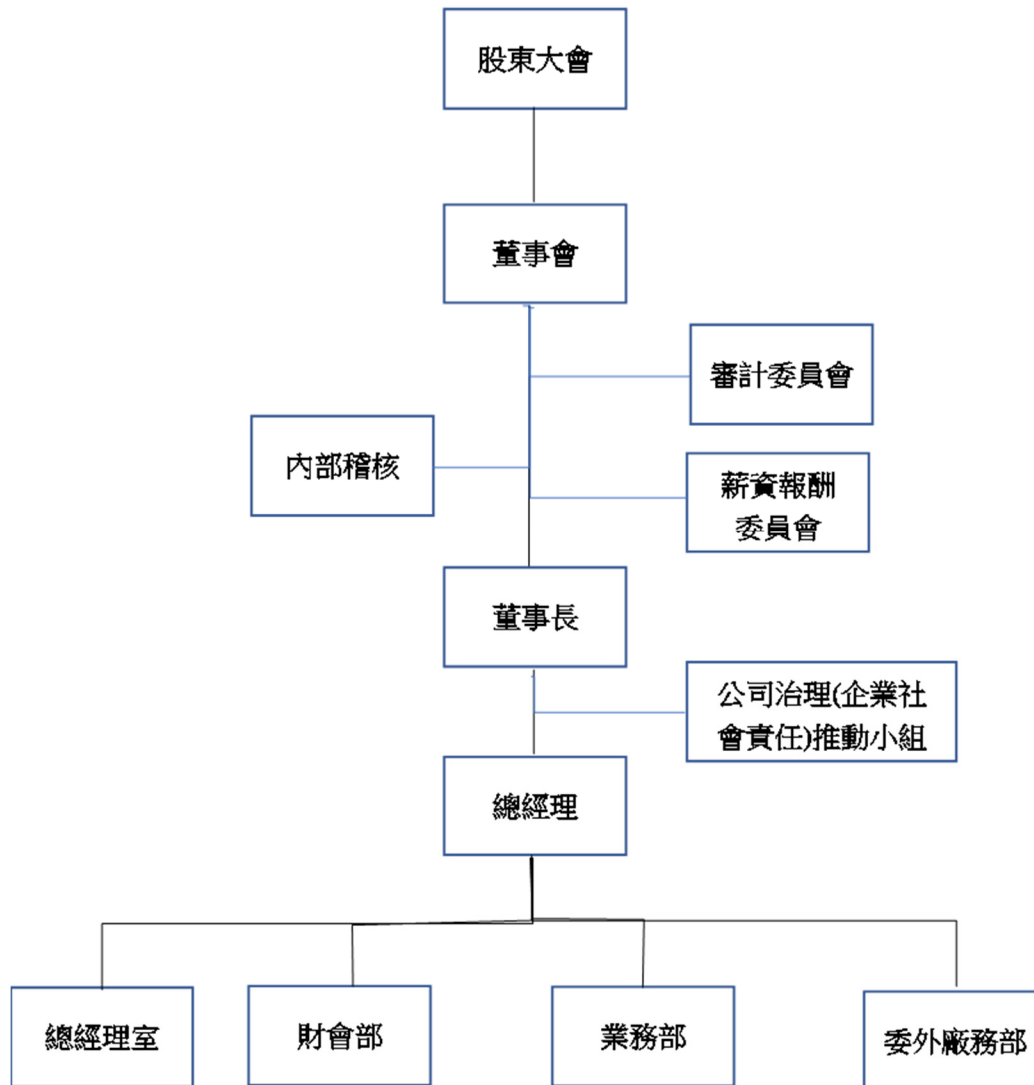 股東大會
董事會
審計委員會
內部稽核
薪資報酬
委員會
董事長
公司治理(企業社
會責任)推動小組
總經理
總經理室
財會部
業務部
委外廠務部